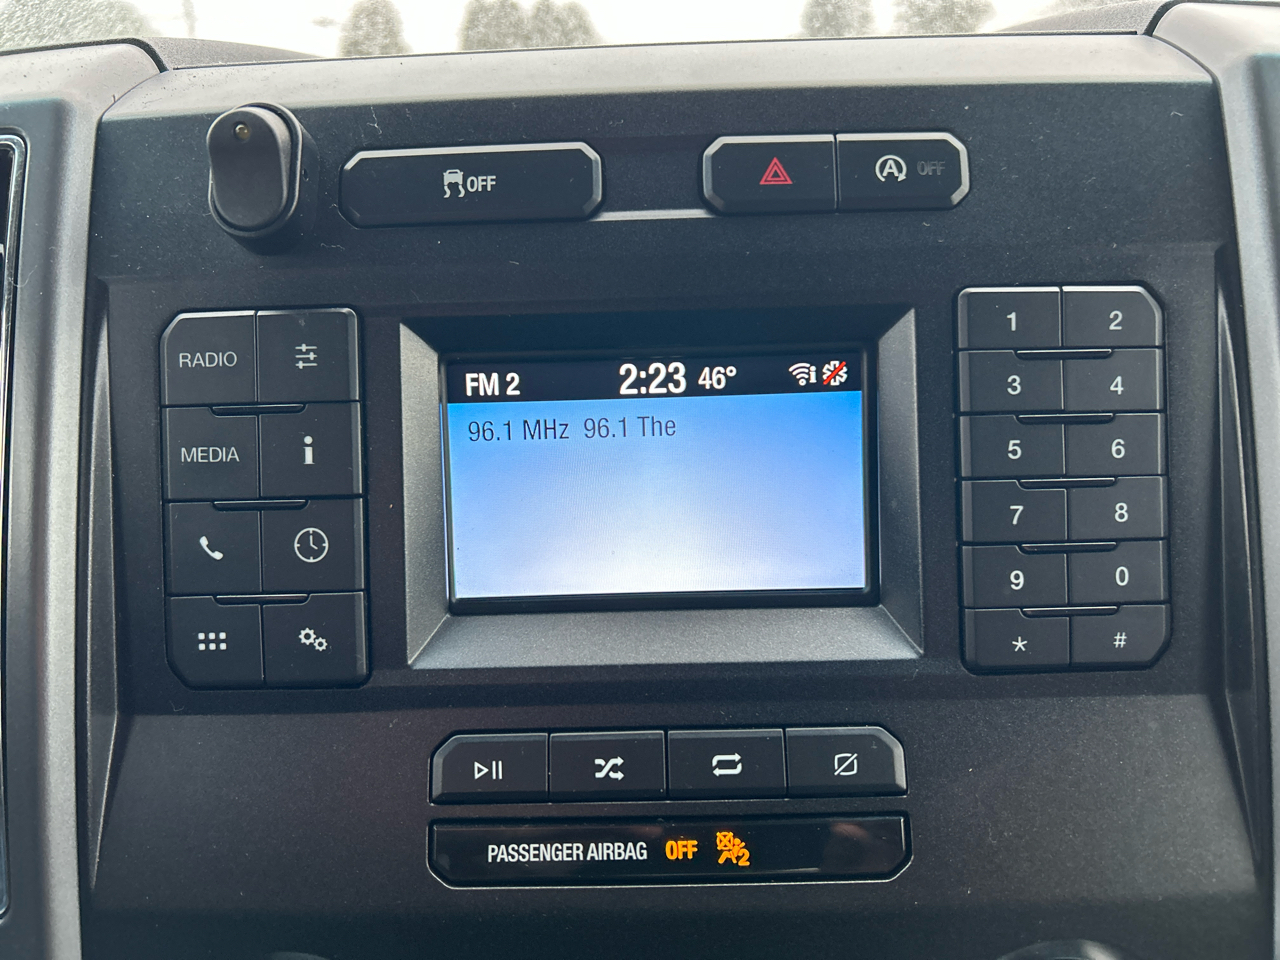 OFF
OFF
RADIO
MEDIA
i
FM 2 2:23 46°
96.1 MHz 96.1 The
1 2
3 4
5 6
7 8
9 0
* #
PASSENGER AIRBAG OFF 2